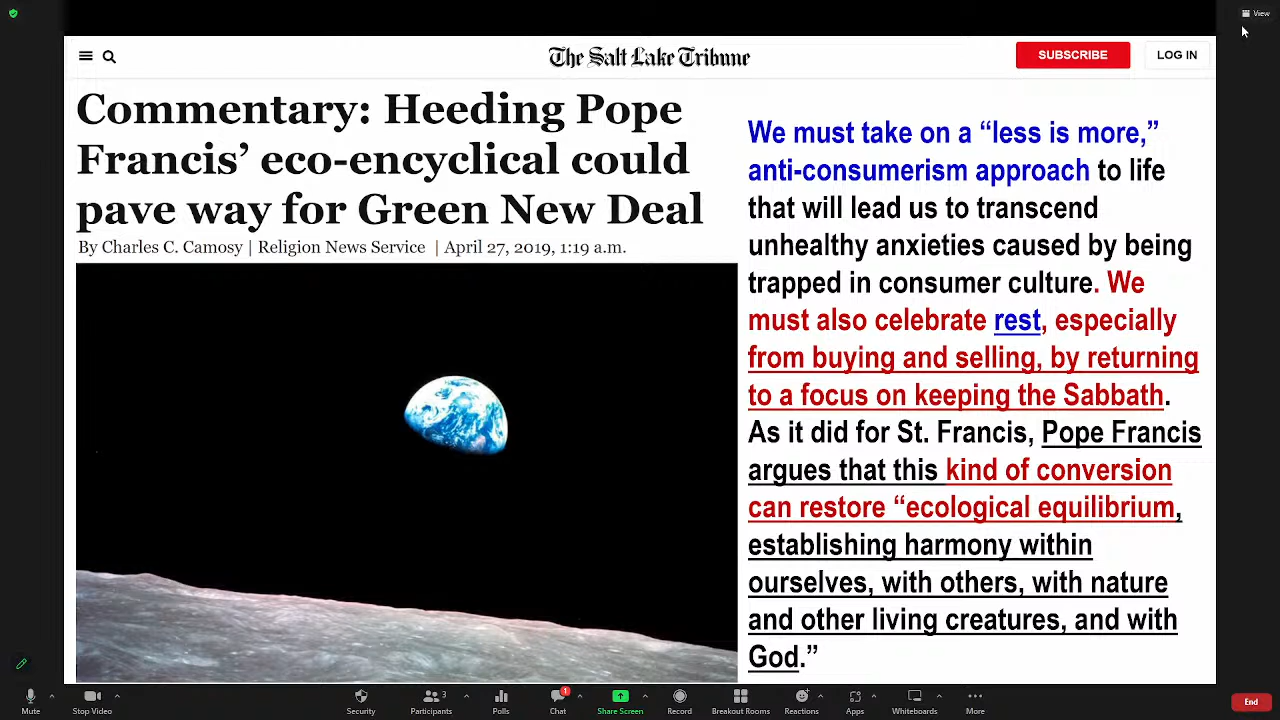 View
The Salt Lake Tribune
SUBSCRIBE
LOG IN
Commentary: Heeding Pope
Francis’ eco-encyclical could
pave way for Green New Deal
By Charles C. Camosy | Religion News Service | April 27, 2019, 1:19 a.m.
We must take on a “less is more,”
anti-consumerism approach to life
that will lead us to transcend
unhealthy anxieties caused by being
trapped in consumer culture. We
must also celebrate rest, especially
from buying and selling, by returning
to a focus on keeping the Sabbath.
As it did for St. Francis, Pope Francis
argues that this kind of conversion
can restore “ecological equilibrium,
establishing harmony within
ourselves, with others, with nature
and other living creatures, and with
God.”
Mute
Stop Video
Security
3
Participants
Polls
1
Chat
Share Screen
Record
Breakout Rooms
Reactions
Apps
Whiteboards
More
End